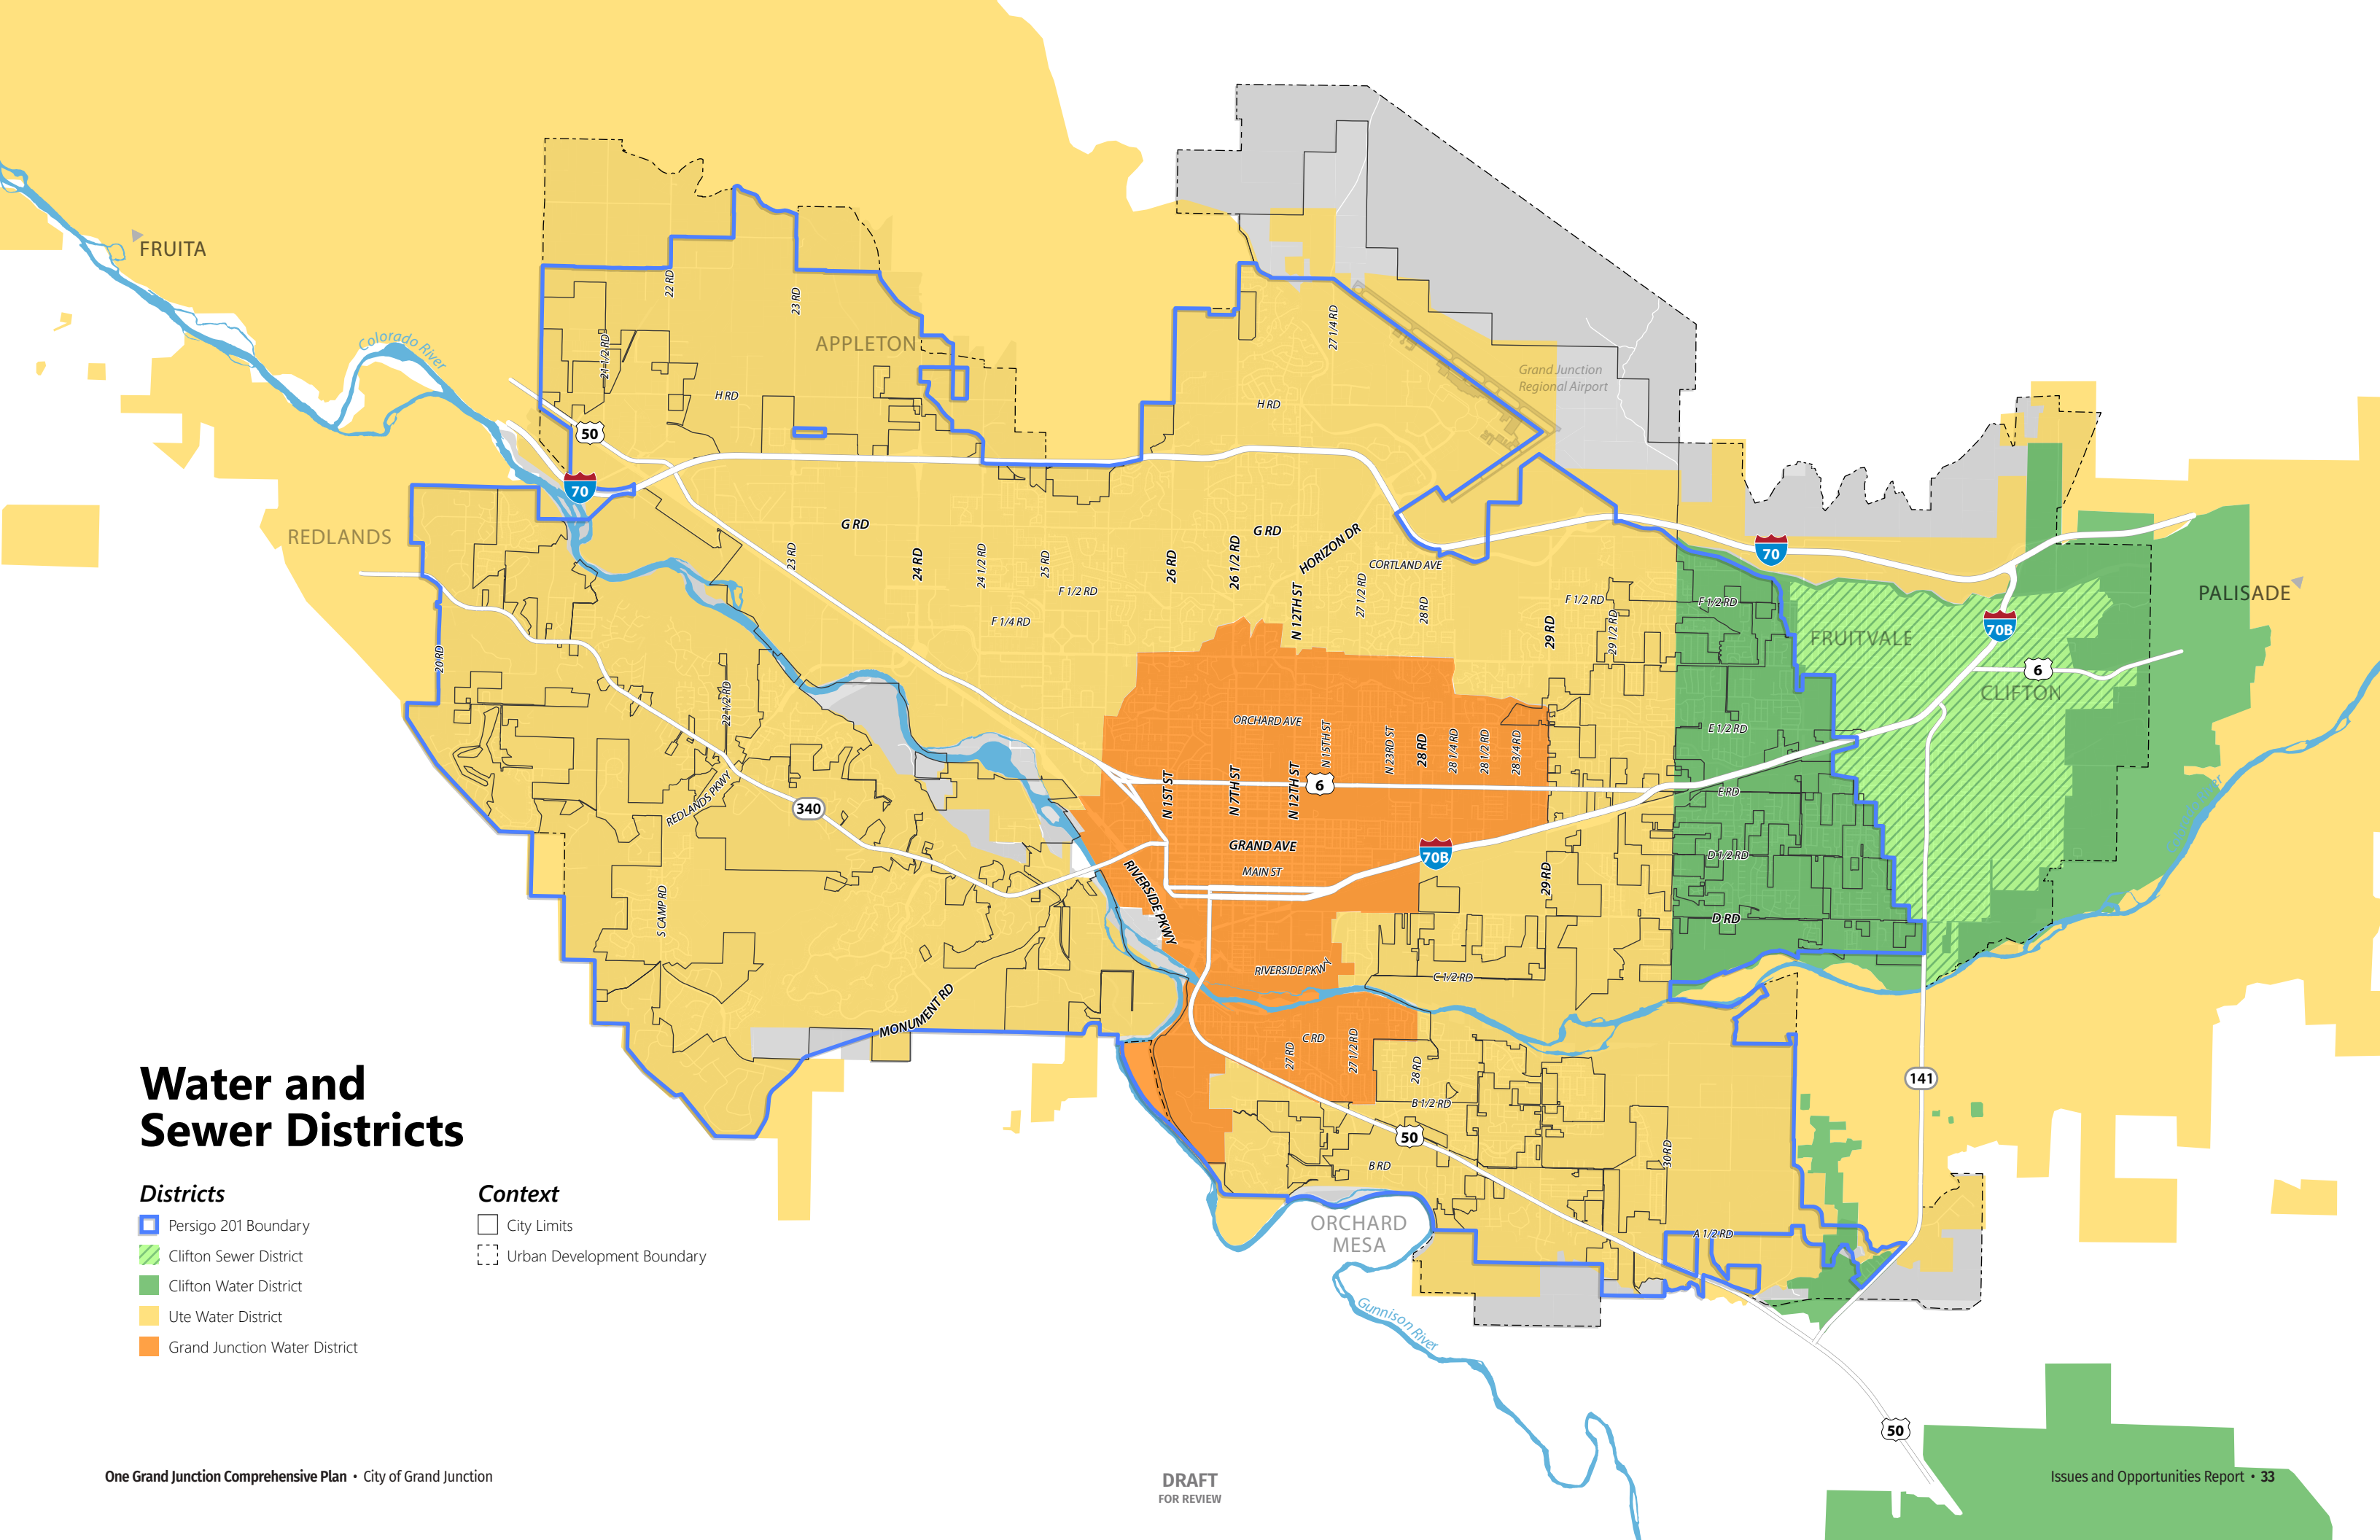 FRUITA
Colorado River
REDLANDS
APPLETON
22 RD
23 RD
21 1/2 RD
H RD
50
70
27 1/4 RD
H RD
Grand Junction
Regional Airport
G RD
G RD
HORIZON DR
CORTLAND AVE
23 RD
24 RD
24 1/2 RD
25 RD
26 RD
26 1/2 RD
N 12TH ST
27 1/2 RD
28 RD
F 1/2 RD
F 1/4 RD
F 1/2 RD
29 RD
29 1/2 RD
F 1/2 RD
70
PALISADE
FRUITVALE
70B
6
CLIFTON
20 RD
22 1/2 RD
REDLANDS PKWY
340
ORCHARD AVE
N 15TH ST
N 23RD ST
28 RD
28 1/4 RD
28 1/2 RD
28 3/4 RD
E 1/2 RD
N 1ST ST
N 7TH ST
N 12TH ST
6
E RD
GRAND AVE
70B
MAIN ST
D 1/2 RD
29 RD
RIVERSIDE PKWY
S CAMP RD
D RD
RIVERSIDE PKWY
C 1/2 RD
MONUMENT RD
C RD
27 RD
27 1/2 RD
28 RD
141
B 1/2 RD
50
B RD
30 RD
ORCHARD
MESA
A 1/2 RD
Gunnison River
50
Water and
Sewer Districts
Districts
Persigo 201 Boundary
Clifton Sewer District
Clifton Water District
Ute Water District
Grand Junction Water District
Context
City Limits
Urban Development Boundary
One Grand Junction Comprehensive Plan • City of Grand Junction
DRAFT
FOR REVIEW
Issues and Opportunities Report • 33